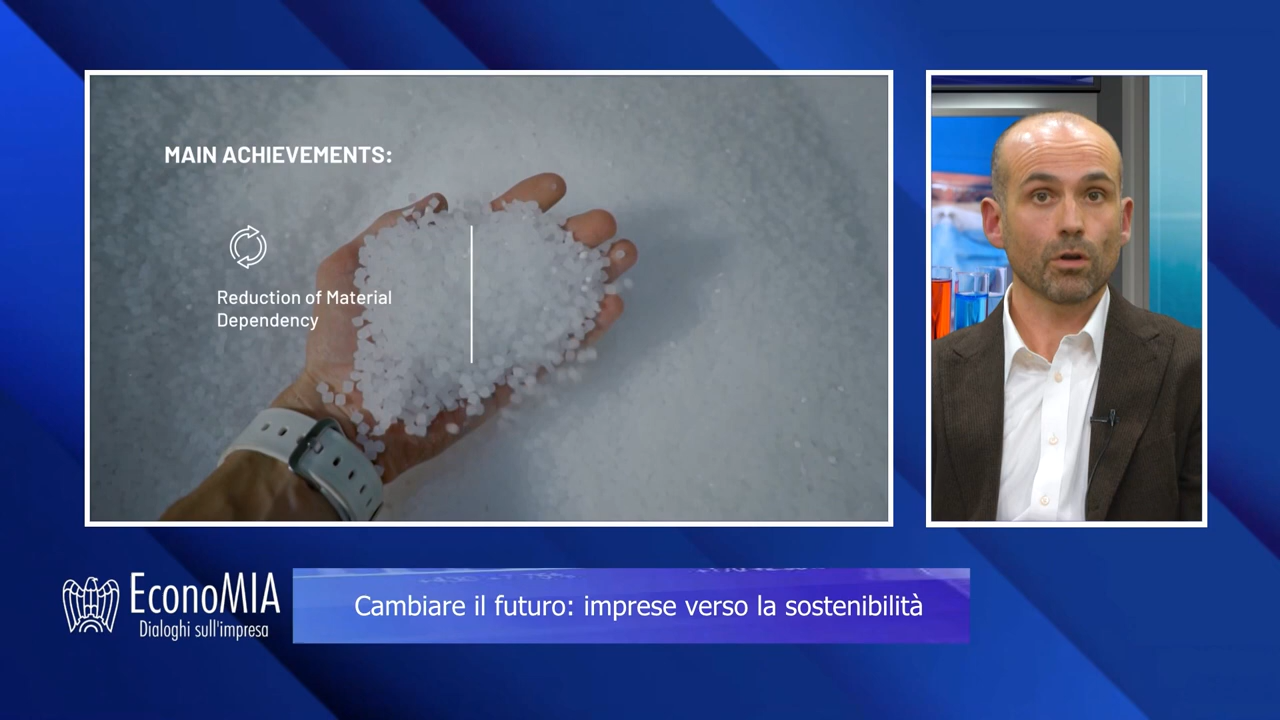 MAIN ACHIEVEMENTS:
Reduction of Material
Dependency
EconoMIA
Dialoghi sull'impresa
Cambiare il futuro: imprese verso la sostenibilità